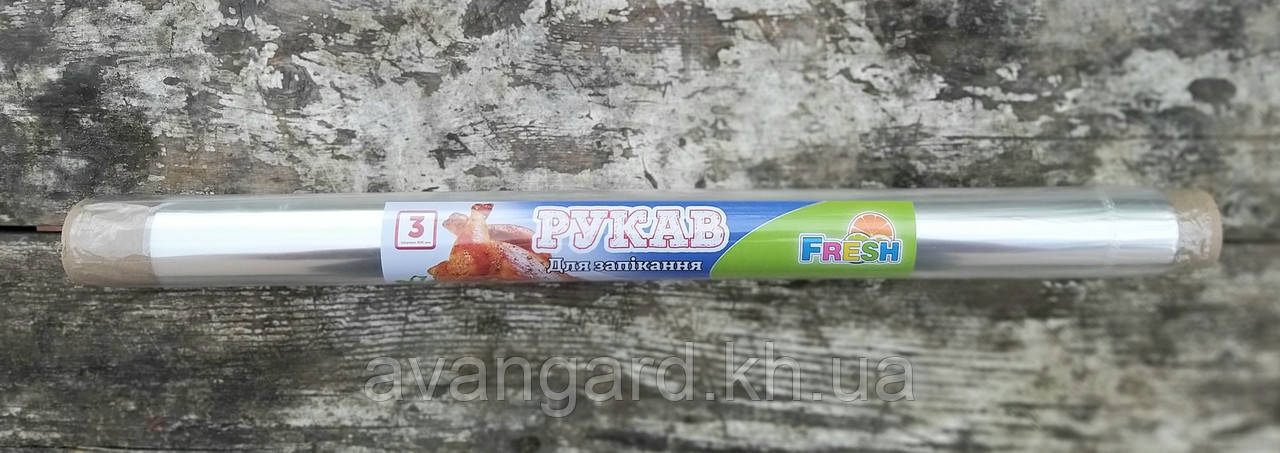 3
РУКАВ
Для запікання
FRESH
avangard.kh.ua